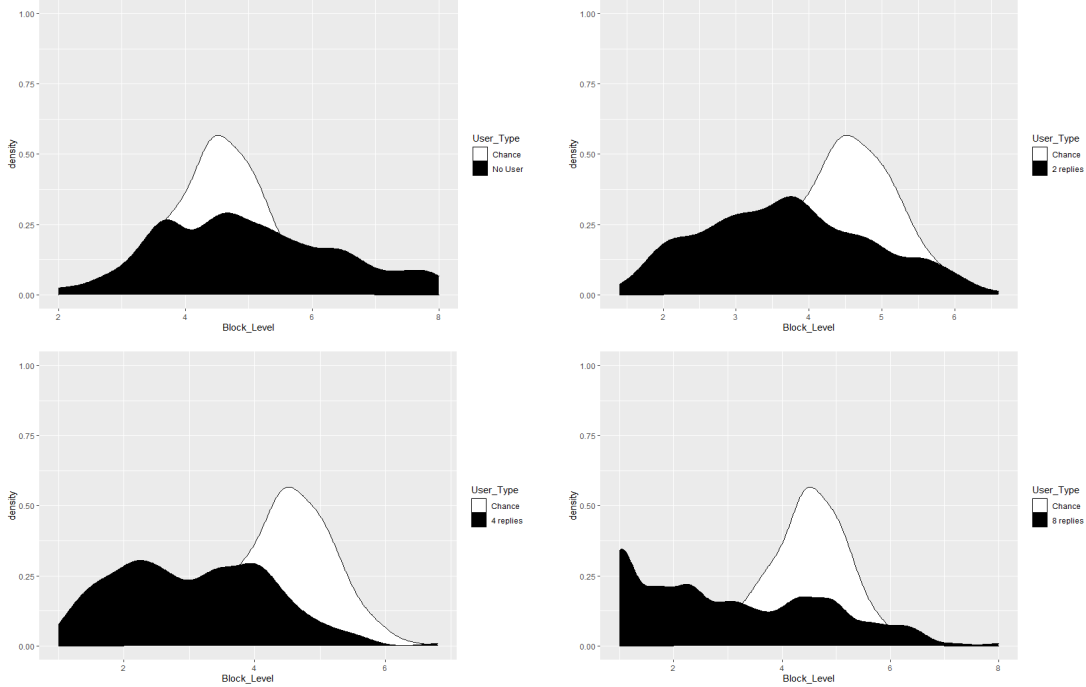 1.00
0.75
0.50
0.25
0.00
density
2
4
6
8
Block_Level
User_Type
Chance
No User
1.00
0.75
0.50
0.25
0.00
density
2
3
4
5
6
Block_Level
User_Type
Chance
2 replies
1.00
0.75
0.50
0.25
0.00
density
2
4
6
Block_Level
User_Type
Chance
4 replies
1.00
0.75
0.50
0.25
0.00
density
2
4
6
8
Block_Level
User_Type
Chance
8 replies